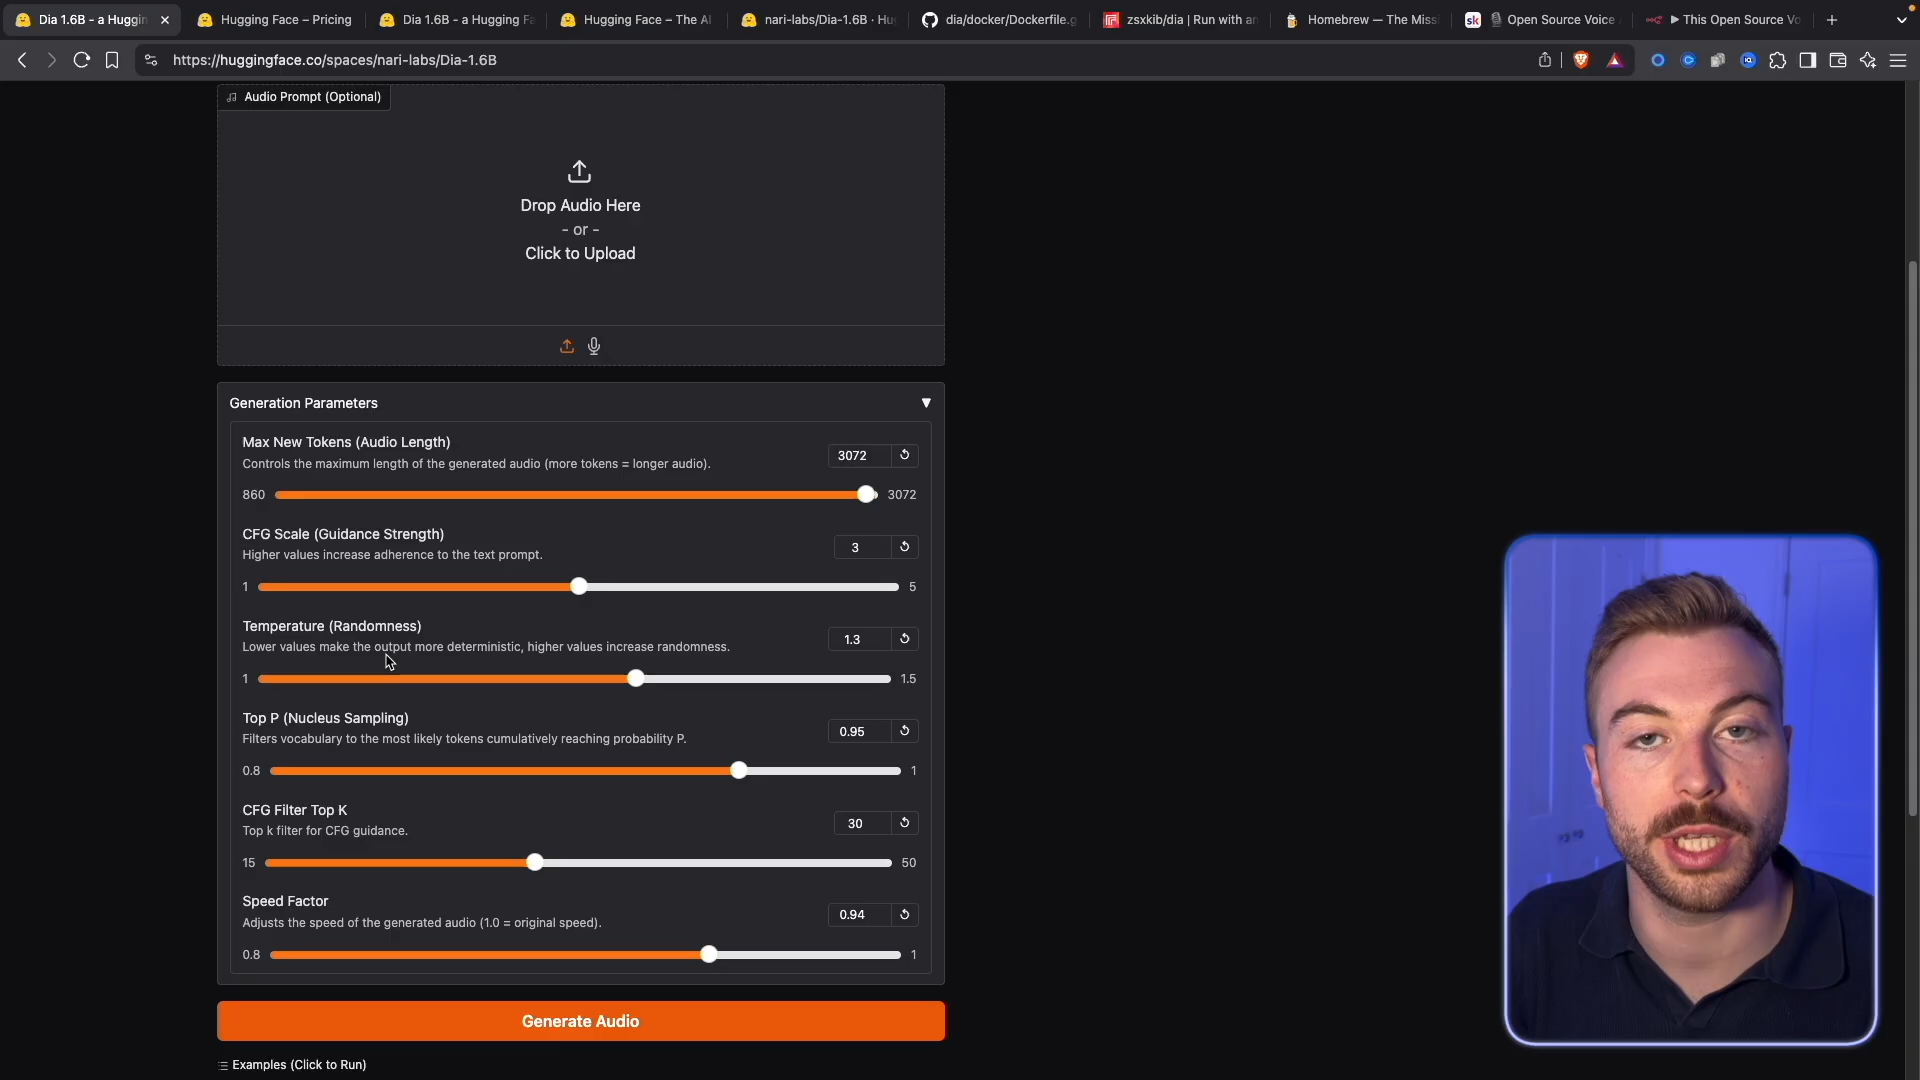 Dia 1.6B - a Huggin
Hugging Face – Pricing
Dia 1.6B - a Hugging Fa
Hugging Face – The AI
nari-labs/Dia-1.6B · Hu
dia/docker/Dockerfile.g
zsxkib/dia | Run with an
Homebrew — The Missi
sk
Open Source Voice
▶ This Open Source Vo
https://huggingface.co/spaces/nari-labs/Dia-1.6B
Audio Prompt (Optional)
Drop Audio Here
- or -
Click to Upload
Generation Parameters
Max New Tokens (Audio Length)
Controls the maximum length of the generated audio (more tokens = longer audio).
3072
860
3072
CFG Scale (Guidance Strength)
Higher values increase adherence to the text prompt.
3
1
5
Temperature (Randomness)
Lower values make the output more deterministic, higher values increase randomness.
1.3
1
1.5
Top P (Nucleus Sampling)
Filters vocabulary to the most likely tokens cumulatively reaching probability P.
0.95
0.8
1
CFG Filter Top K
Top k filter for CFG guidance.
30
15
50
Speed Factor
Adjusts the speed of the generated audio (1.0 = original speed).
0.94
0.8
1
Generate Audio
Examples (Click to Run)